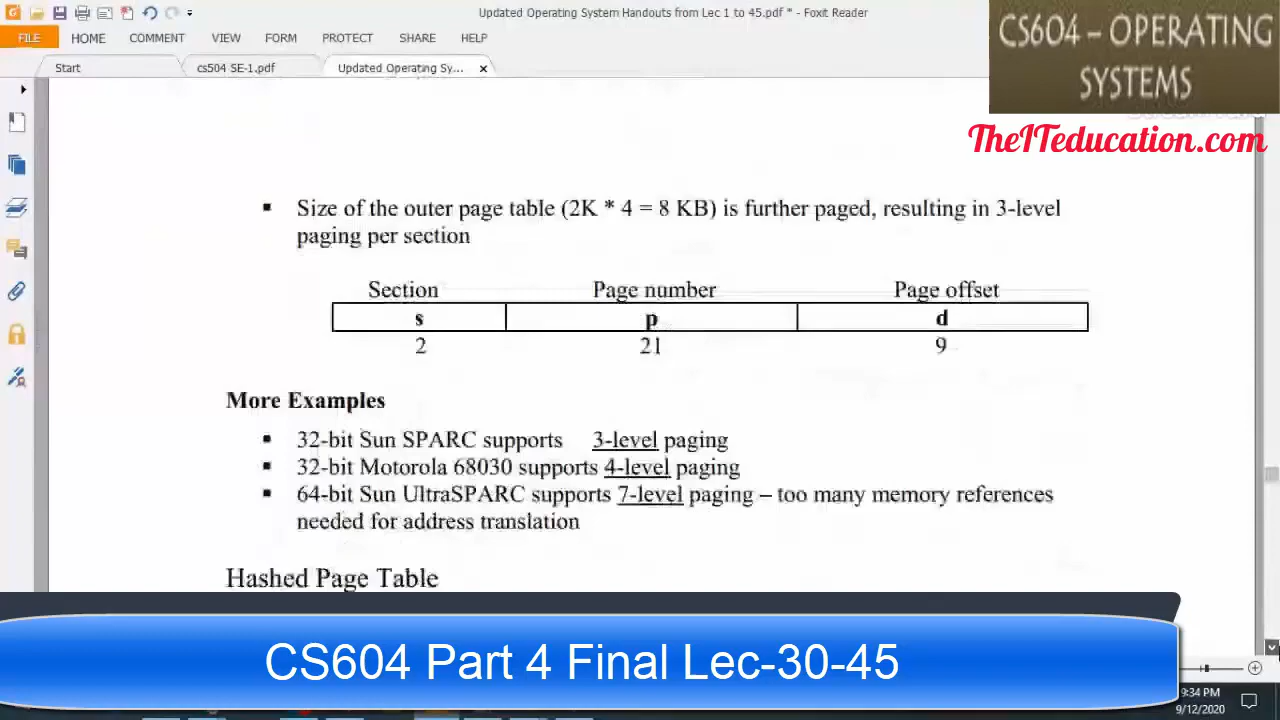 Updated Operating System Handouts from Lec 1 to 45.pdf * - Foxit Reader
FILE HOME COMMENT VIEW FORM PROTECT SHARE HELP
Start cs504 SE-1.pdf Updated Operating Sy... ×
CS604 – OPERATING
SYSTEMS
TheITeducation.com
▪ Size of the outer page table (2K * 4 = 8 KB) is further paged, resulting in 3-level
paging per section
Section Page number Page offset
s p d
2 21 9
More Examples
▪ 32-bit Sun SPARC supports 3-level paging
▪ 32-bit Motorola 68030 supports 4-level paging
▪ 64-bit Sun UltraSPARC supports 7-level paging – too many memory references
needed for address translation
Hashed Page Table
CS604 Part 4 Final Lec-30-45
9:34 PM
9/12/2020